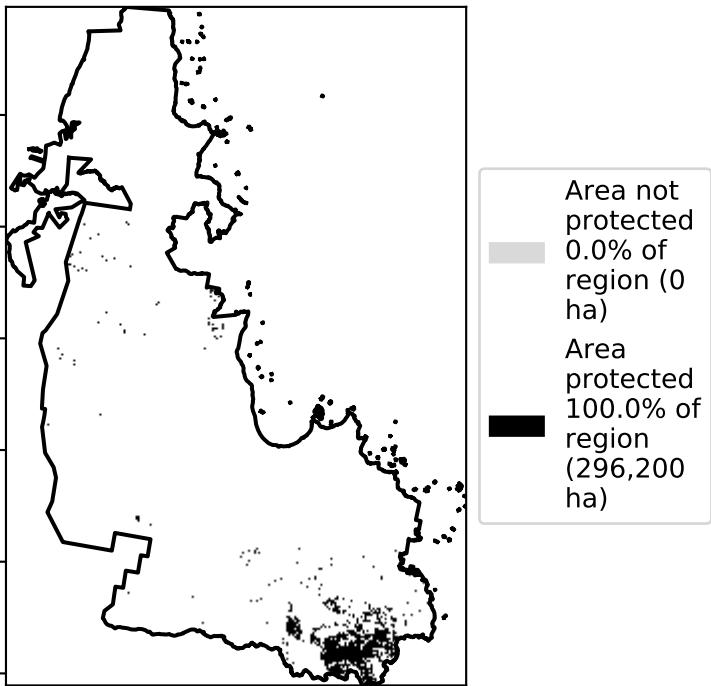 Area not
protected
0.0% of
region (0
ha)
Area
protected
100.0% of
region
(296,200
ha)